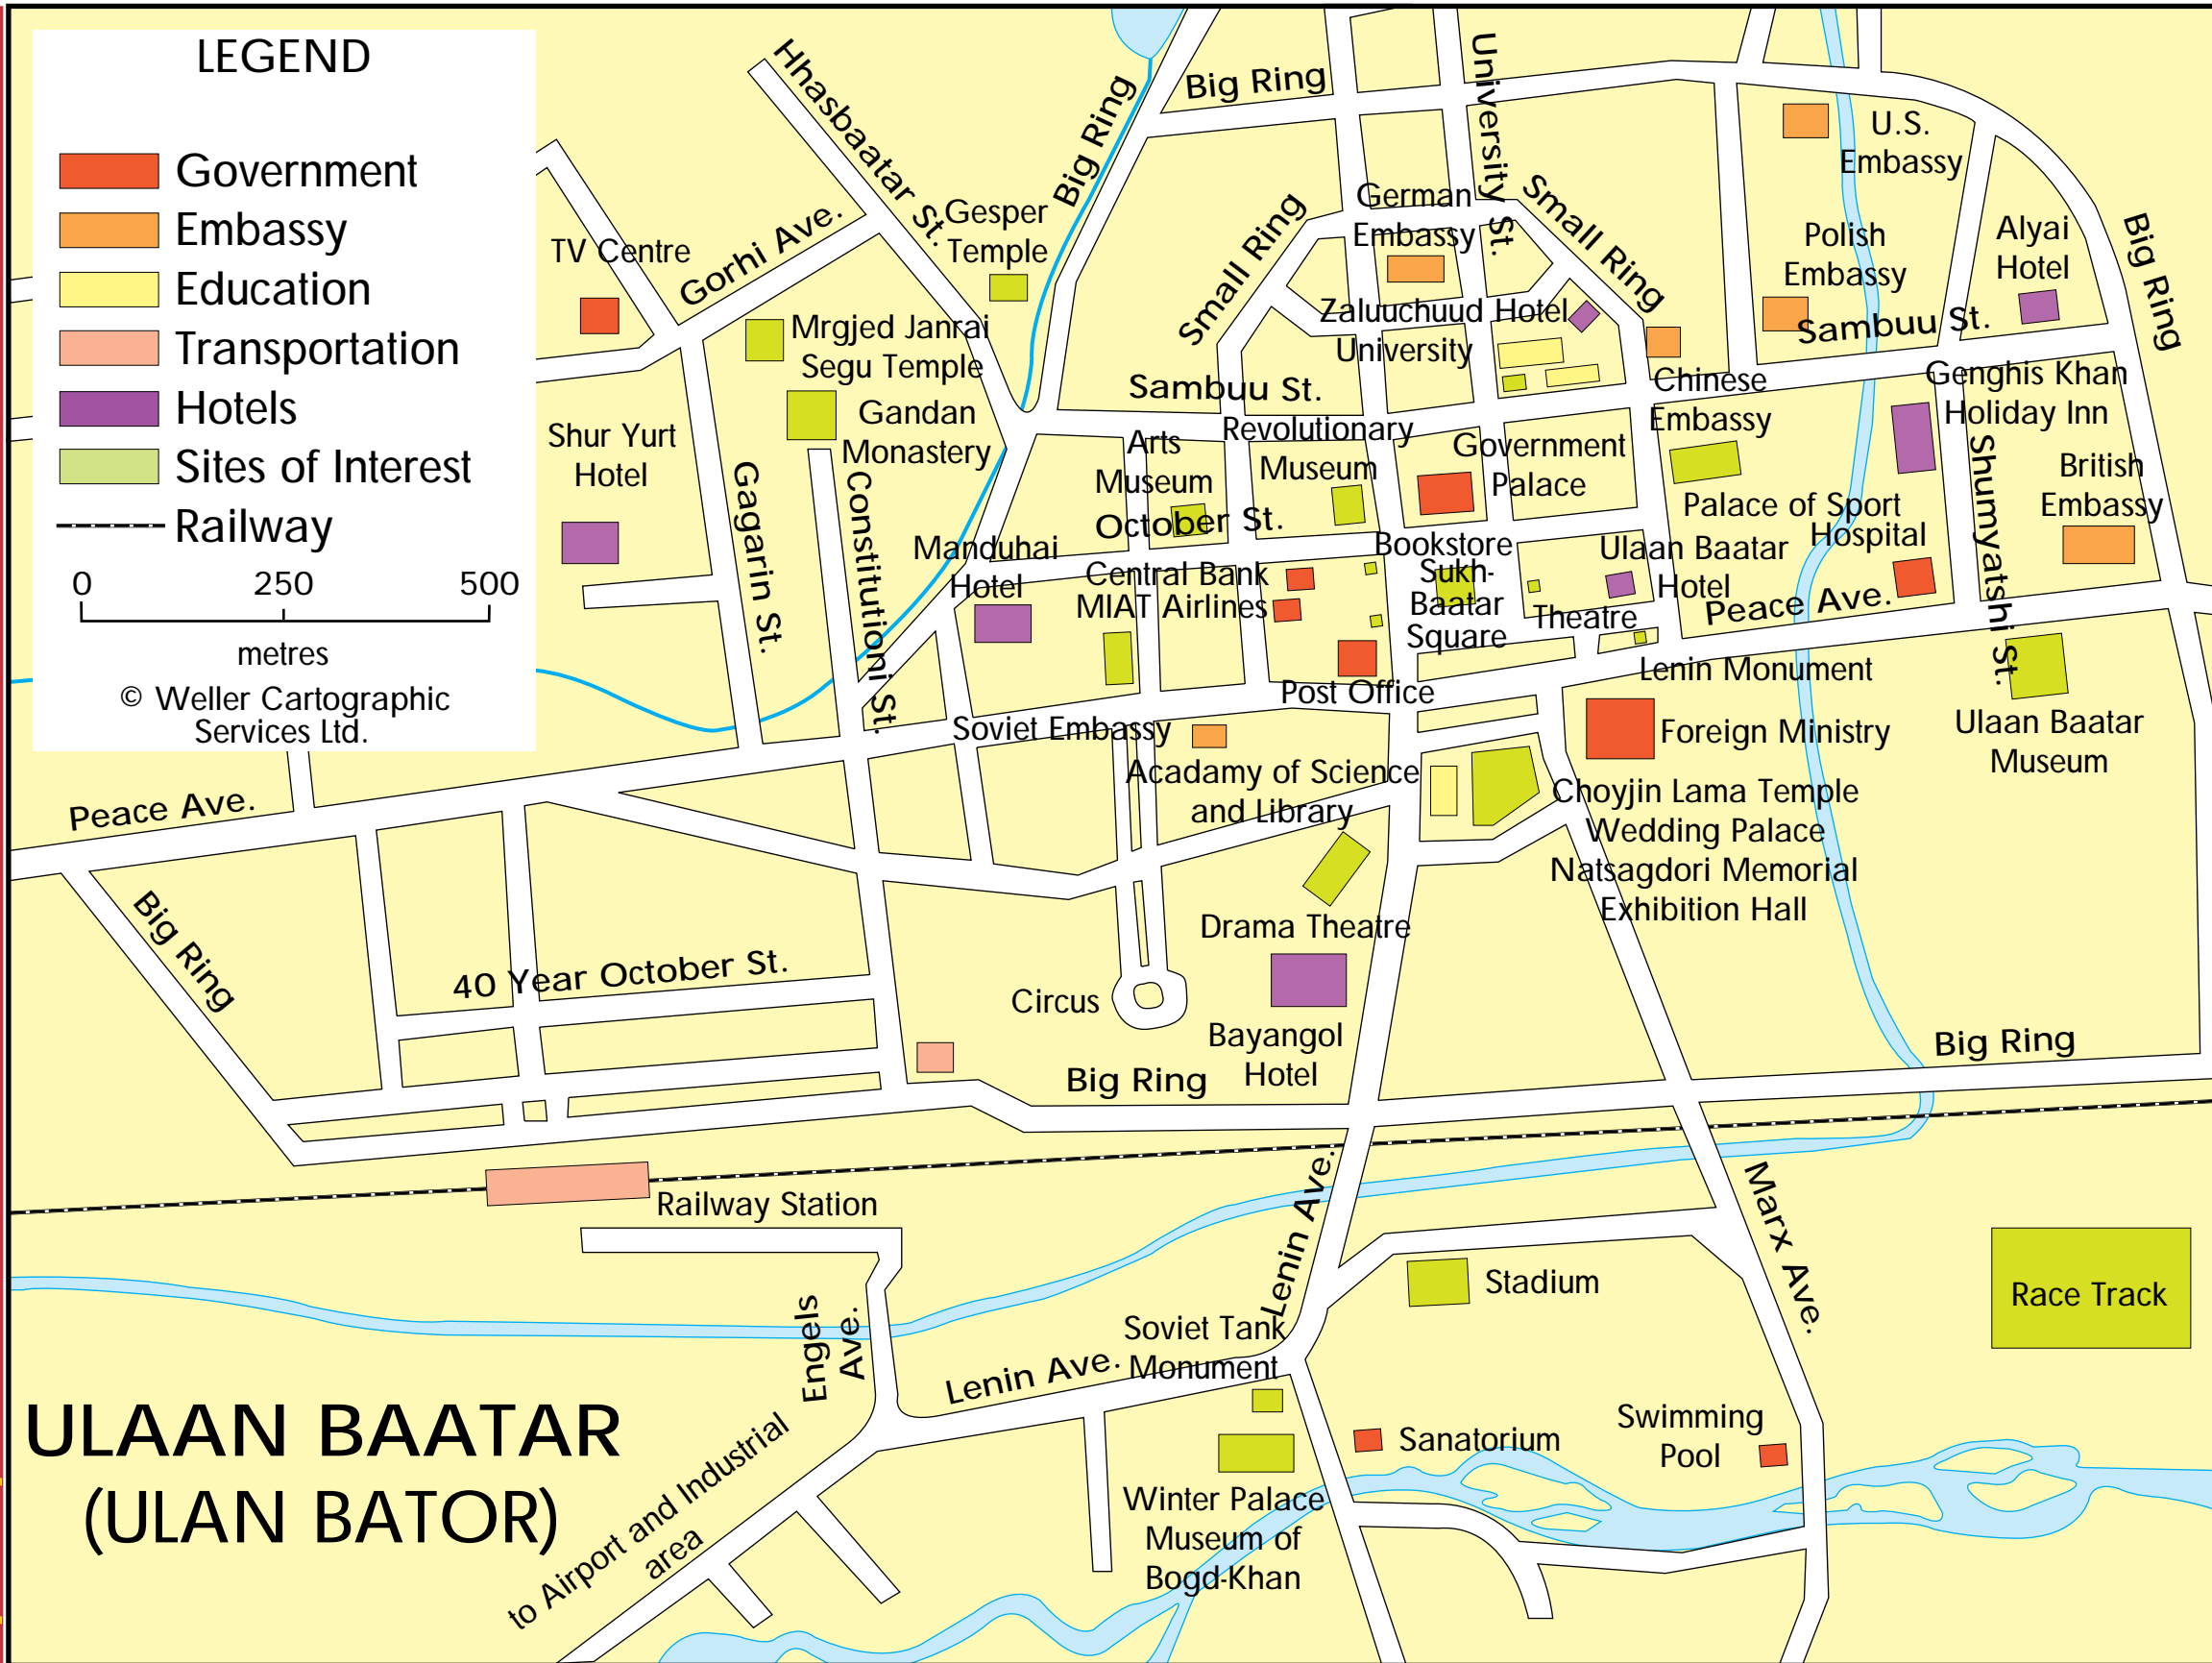 LEGEND
Government
Embassy
Education
Transportation
Hotels
Sites of Interest
Railway
0 250 500
metres
© Weller Cartographic
Services Ltd.
Hhasbaatar St.
Big Ring
Big Ring
University St.
U.S.
Embassy
German
Embassy
Small Ring
Small Ring
Gesper
Temple
TV Centre
Gorhi Ave.
Polish
Embassy
Alyai
Hotel
Big Ring
Zaluuchuud Hotel
University
Sambuu St.
Mrgjed Janrai
Segu Temple
Sambuu St.
Chinese
Embassy
Genghis Khan
Holiday Inn
Gandan
Monastery
Shur Yurt
Hotel
Arts
Museum
Revolutionary
Museum
Government
Palace
Palace of Sport
British
Embassy
Gagarin St.
Constitutioni St.
October St.
Shumyatshi St.
Hospital
Manduhai
Hotel
Central Bank
MIAT Airlines
Bookstore
Sukh-
Baatar
Square
Ulaan Baatar
Hotel
Theatre
Peace Ave.
Lenin Monument
Post Office
Soviet Embassy
Foreign Ministry
Ulaan Baatar
Museum
Acadamy of Science
and Library
Peace Ave.
Choyjin Lama Temple
Wedding Palace
Natsagdori Memorial
Exhibition Hall
Big Ring
Drama Theatre
40 Year October St.
Circus
Bayangol
Hotel
Big Ring
Big Ring
Railway Station
Lenin Ave.
Marx Ave.
Stadium
Race Track
Engels
Ave.
Soviet Tank
Monument
Lenin Ave.
ULAAN BAATAR
(ULAN BATOR)
to Airport and Industrial
area
Sanatorium
Swimming
Pool
Winter Palace
Museum of
Bogd-Khan